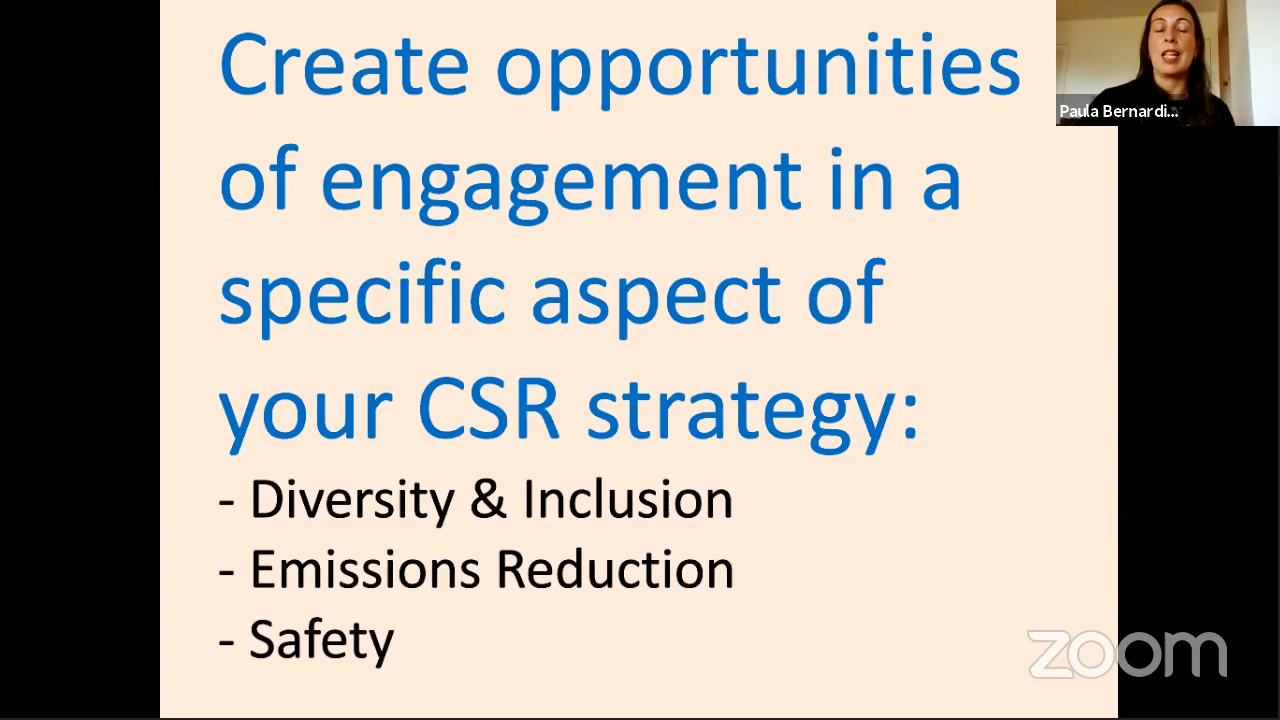 Create opportunities
of engagement in a
specific aspect of
your CSR strategy:
- Diversity & Inclusion
- Emissions Reduction
- Safety
Paula Bernardi...
zoom